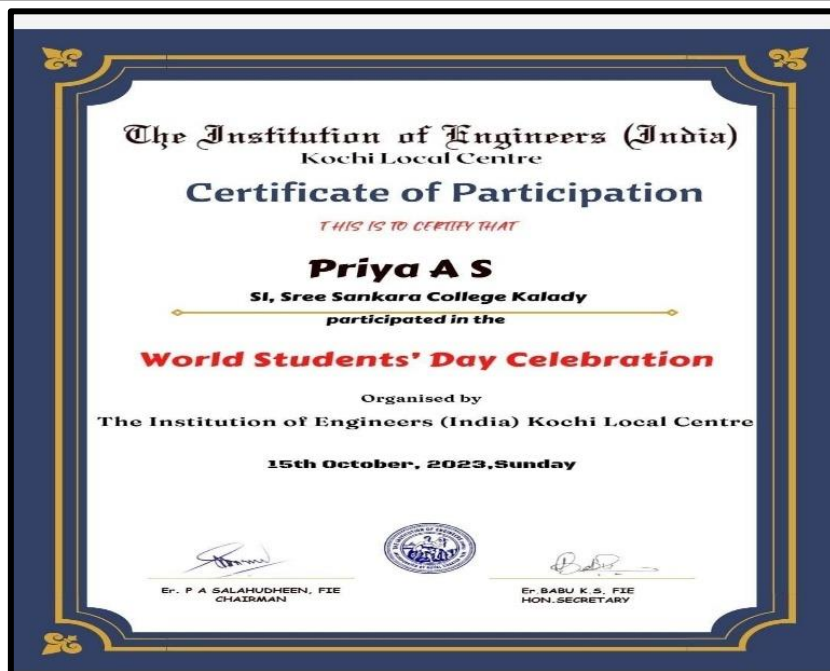 The Institution of Engineers (India)
Kochi Local Centre
Certificate of Participation
THIS IS TO CERTIFY THAT
Priya A S
S1, Sree Sankara College Kalady
participated in the
World Students' Day Celebration
Organised by
The Institution of Engineers (India) Kochi Local Centre
15th October, 2023,Sunday
Er. P A SALAHUDHEEN, FIE
CHAIRMAN
Er.BABU K.S, FIE
HON.SECRETARY